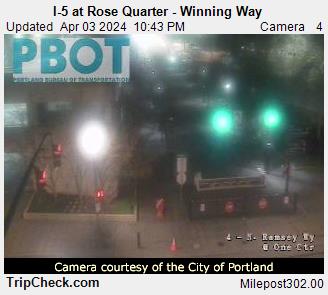 I-5 at Rose Quarter - Winning Way
Updated Apr 03 2024 10:43 PM Camera 4
PBOT
PORTLAND BUREAU OF TRANSPORTATION
4 - N. Ramsey Wy
@ One Ctr
Camera courtesy of the City of Portland
TripCheck.com Milepost302.00